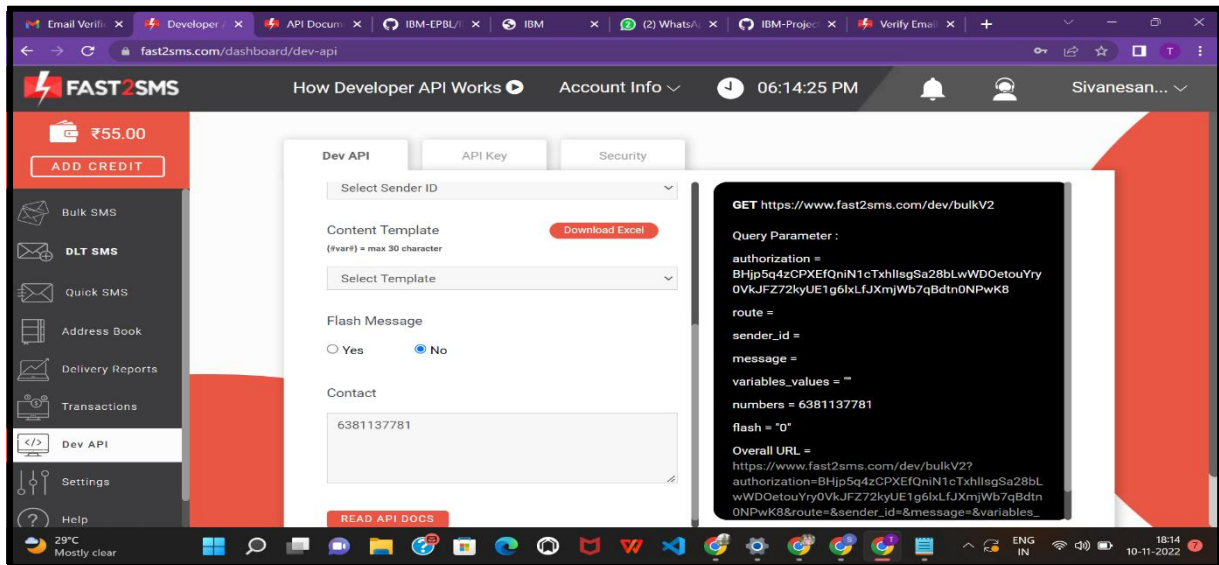 Email Verific
Developer A
API Docum
IBM-EPBL/I
IBM
(2) WhatsA
IBM-Projec
Verify Email
fast2sms.com/dashboard/dev-api
T
FAST2SMS
How Developer API Works
Account Info
06:14:25 PM
Sivanesan...
₹55.00
ADD CREDIT
Bulk SMS
DLT SMS
Quick SMS
Address Book
Delivery Reports
Transactions
Dev API
Settings
Help
Dev API
API Key
Security
Select Sender ID
Content Template
Download Excel
(#var#) = max 30 character
Select Template
Flash Message
Yes
No
Contact
6381137781
READ API DOCS
GET https://www.fast2sms.com/dev/bulkV2
Query Parameter :
authorization =
BHjp5q4zCPXEfQniN1cTxhlIsgSa28bLwWDOetouYry
0VkJFZ72kyUE1g6lxLfJXmjWb7qBdtn0NPwK8
route =
sender_id =
message =
variables_values = ""
numbers = 6381137781
flash = "0"
Overall URL =
https://www.fast2sms.com/dev/bulkV2?
authorization=BHjp5q4zCPXEfQniN1cTxhlIsgSa28bL
wWDOetouYry0VkJFZ72kyUE1g6lxLfJXmjWb7qBdtn
0NPwK8&route=&sender_id=&message=&variables_
29°C
Mostly clear
ENG
IN
18:14
10-11-2022